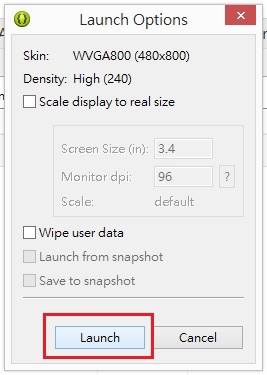 Launch Options
Skin: WVGA800 (480x800)
Density: High (240)
Scale display to real size
Screen Size (in): 3.4
Monitor dpi: 96 ?
Scale: default
Wipe user data
Launch from snapshot
Save to snapshot
Launch Cancel